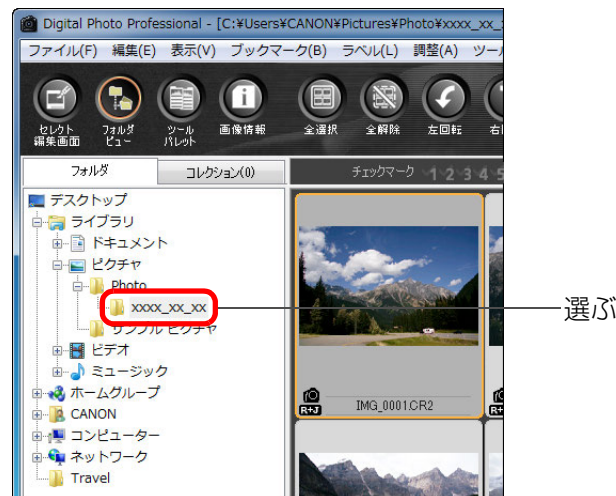 Digital Photo Professional - [C:¥Users¥CANON¥Pictures¥Photo¥xxxx_xx_
ファイル(F) 編集(E) 表示(V) ブックマーク(B) ラベル(L) 調整(A) ツー
セレクト編集画面 フォルダビュー ツールパレット 画像情報 全選択 全解除 左回転 右
フォルダ コレクション(0) チェックマーク 1 2 3 4 5
デスクトップ
ライブラリ
ドキュメント
ピクチャ
Photo
xxxx_xx_xx 選ぶ
サンプル ピクチャ
ビデオ
ミュージック
ホームグループ
R+J IMG_0001.CR2 R+
CANON
コンピューター
ネットワーク
Travel